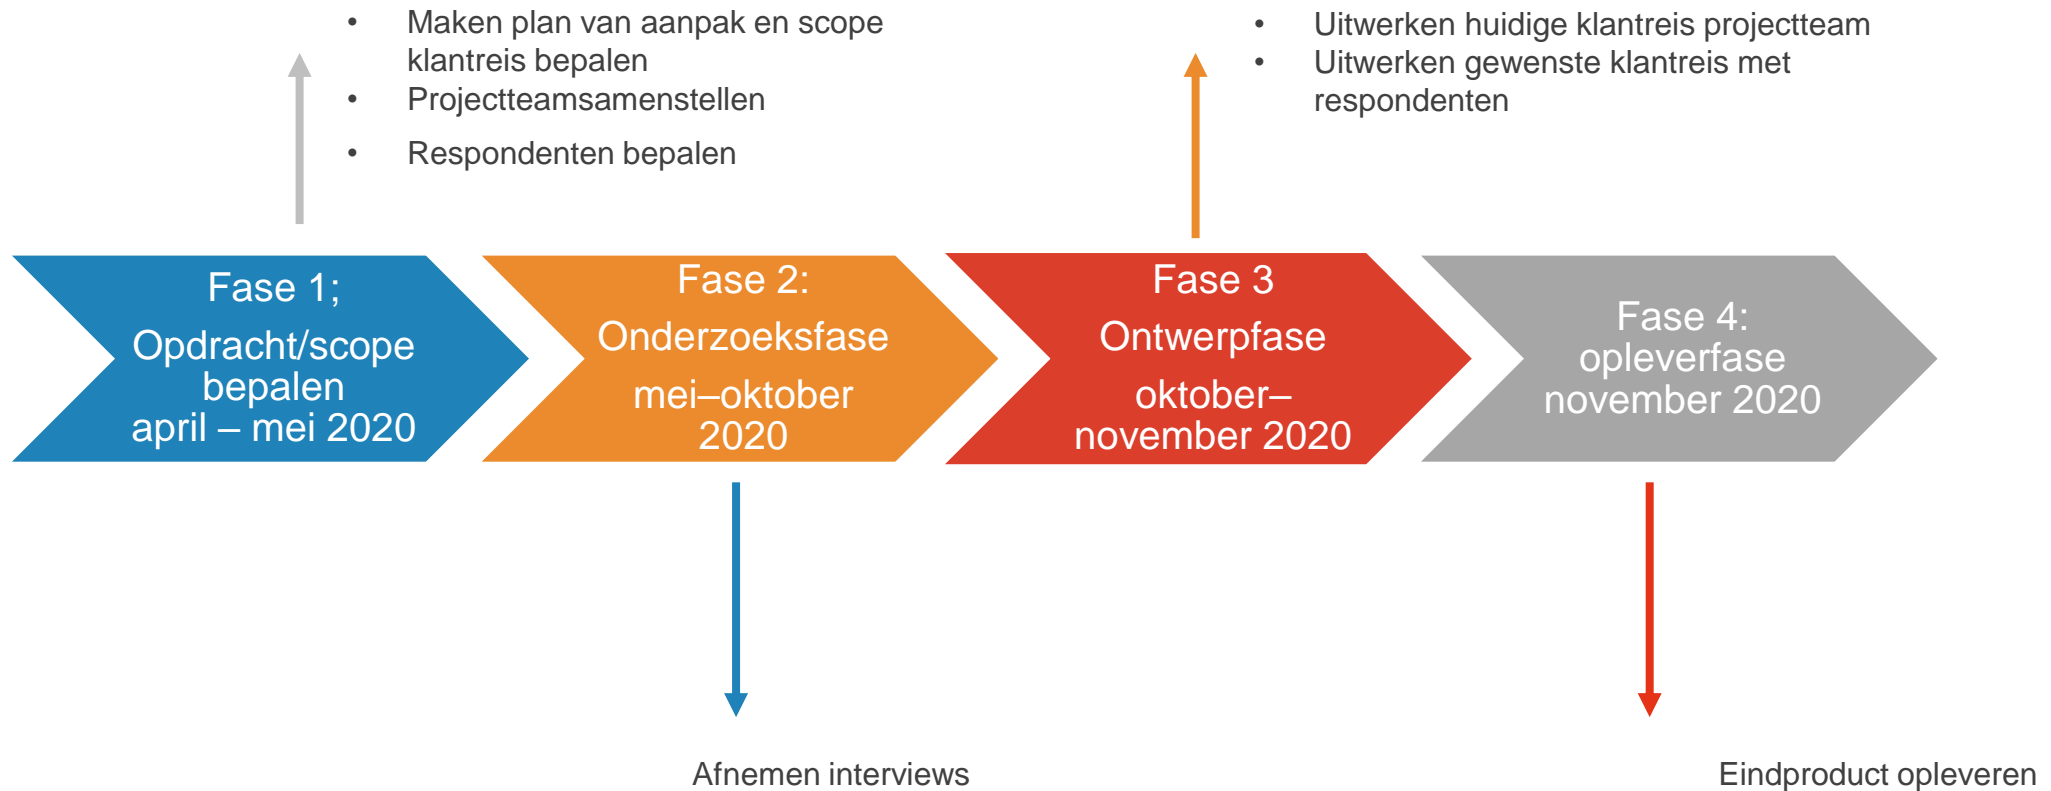 • Maken plan van aanpak en scope
klantreis bepalen
• Projectteamsamenstellen
• Respondenten bepalen
• Uitwerken huidige klantreis projectteam
• Uitwerken gewenste klantreis met
respondenten
Fase 1;
Opdracht/scope
bepalen
april – mei 2020
Fase 2:
Onderzoeksfase
mei–oktober
2020
Fase 3
Ontwerpfase
oktober–
november 2020
Fase 4:
opleverfase
november 2020
Afnemen interviews
Eindproduct opleveren